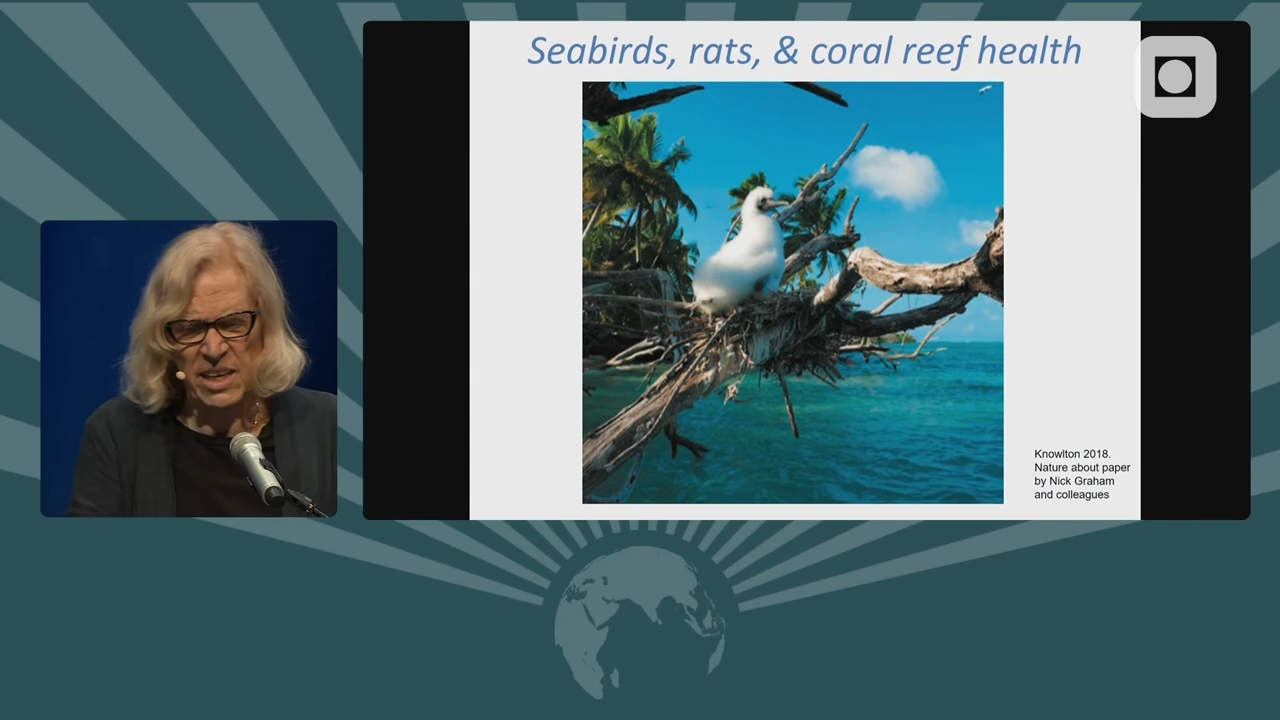 Seabirds, rats, & coral reef health
Knowlton 2018.
Nature about paper
by Nick Graham
and colleagues